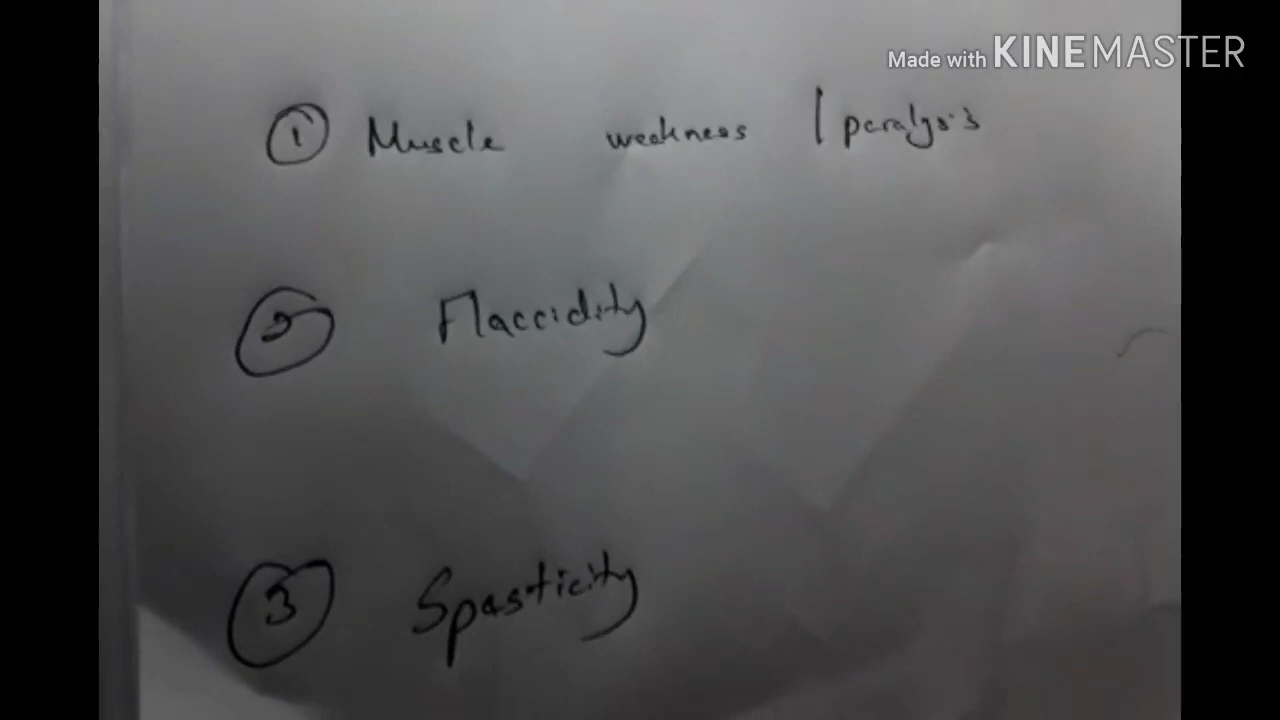 Made with KINEMASTER
① Muscle weakness | paralysis
② Flaccidity
③ Spasticity